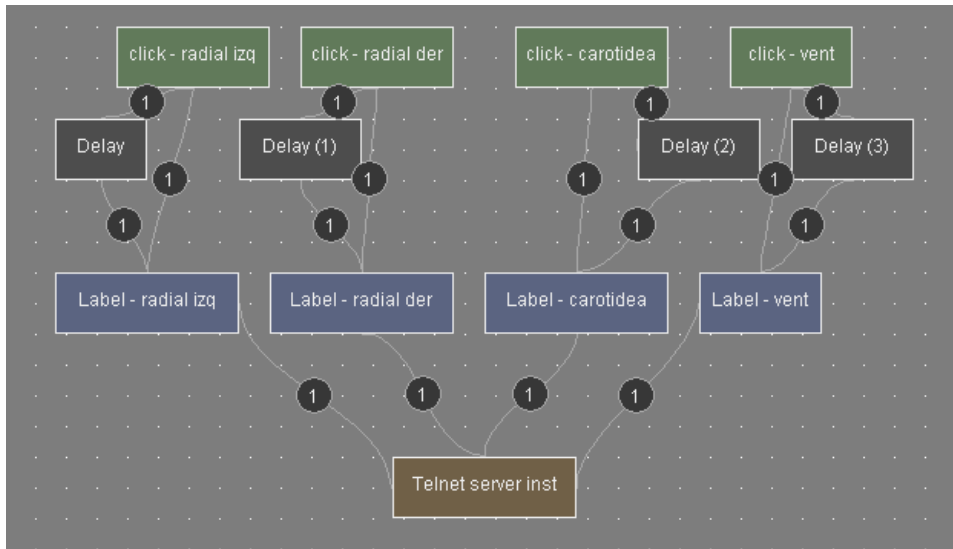 click - radial izq
click - radial der
click - carotidea
click - vent
1
1
1
1
Delay
Delay (1)
Delay (2)
Delay (3)
1
1
1
1
1
1
1
1
Label - radial izq
Label - radial der
Label - carotidea
Label - vent
1
1
1
1
Telnet server inst